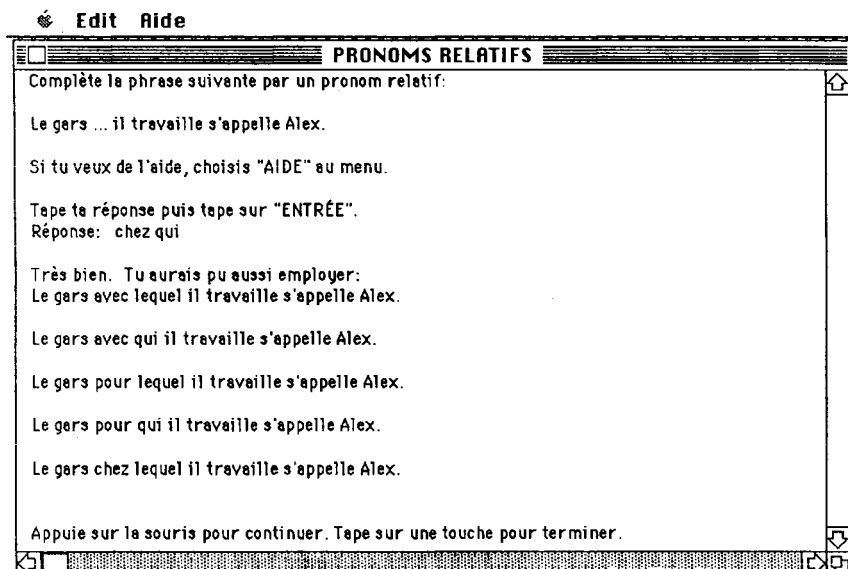 Edit Aide
PRONOMS RELATIFS
Complète la phrase suivante par un pronom relatif:
Le gars ... il travaille s'appelle Alex.
Si tu veux de l'aide, choisis "AIDE" au menu.
Tape ta réponse puis tape sur "ENTRÉE".
Réponse: chez qui
Très bien. Tu aurais pu aussi employer:
Le gars avec lequel il travaille s'appelle Alex.
Le gars avec qui il travaille s'appelle Alex.
Le gars pour lequel il travaille s'appelle Alex.
Le gars pour qui il travaille s'appelle Alex.
Le gars chez lequel il travaille s'appelle Alex.
Appuie sur la souris pour continuer. Tape sur une touche pour terminer.